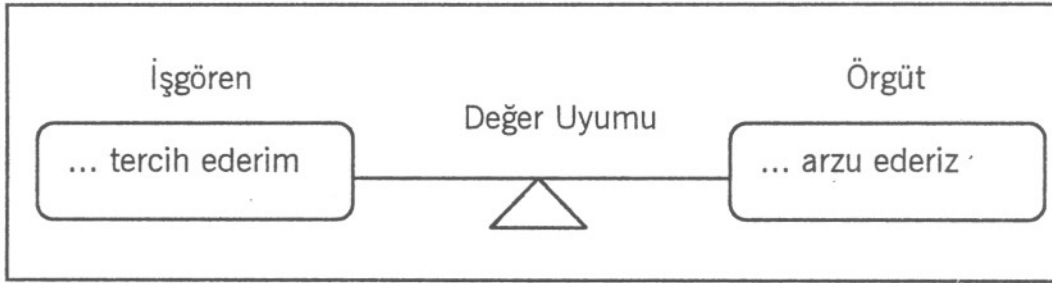 İşgören
Örgüt
Değer Uyumu
... tercih ederim
... arzu ederiz